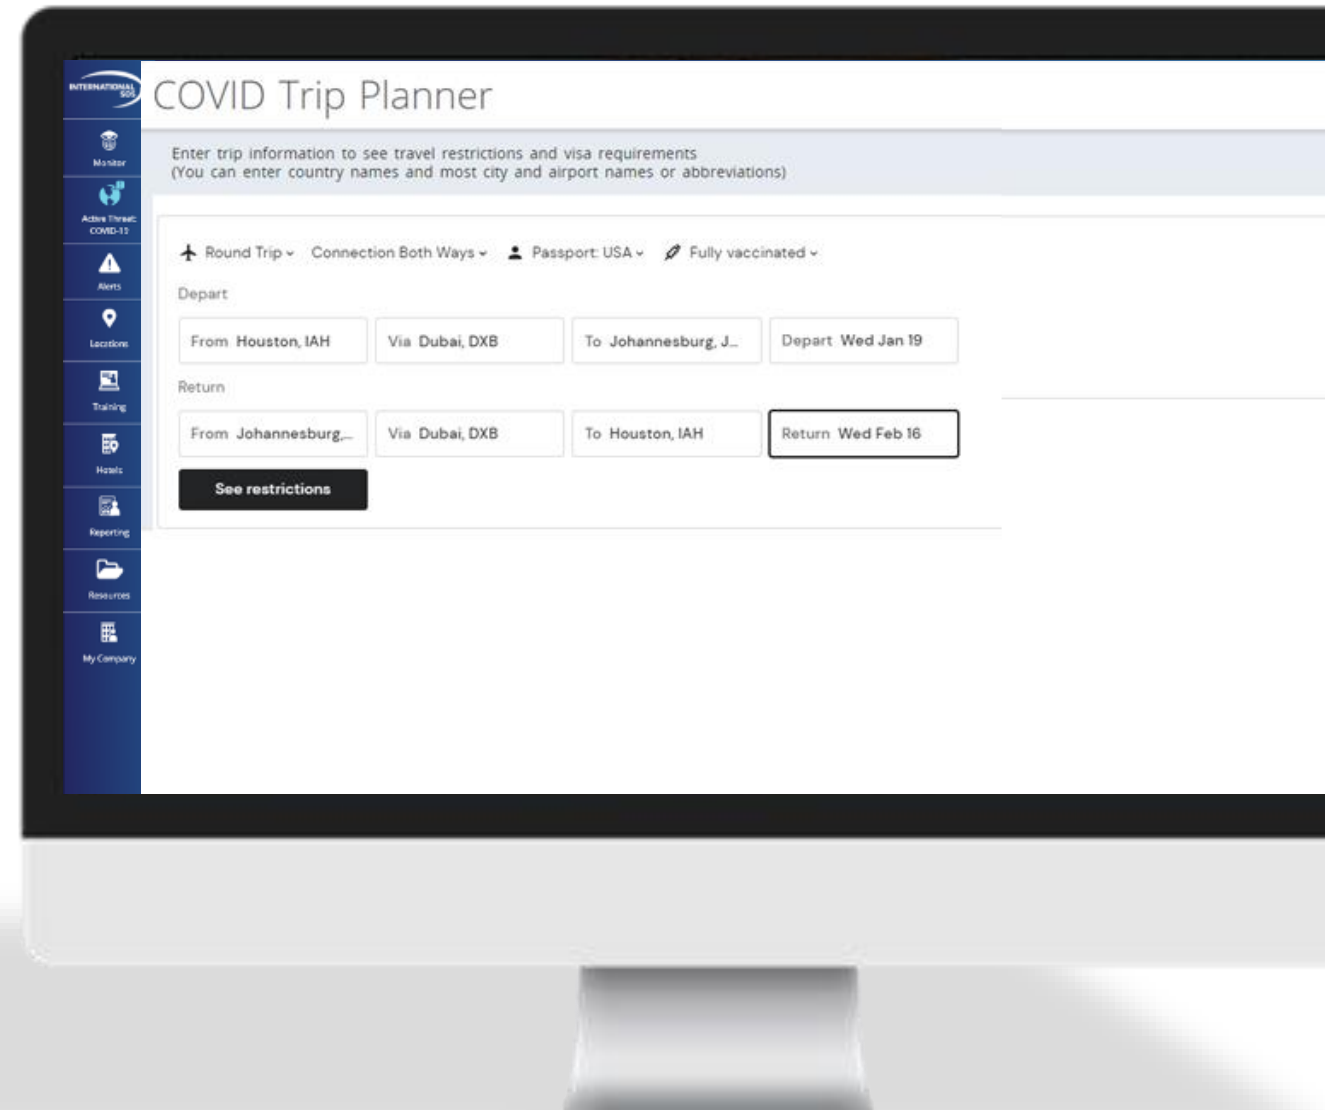 INTERNATIONAL
SOS
COVID Trip Planner
Enter trip information to see travel restrictions and visa requirements
(You can enter country names and most city and airport names or abbreviations)
Monitor
Active Threat:
COVID-19
Alerts
Locations
Training
Hotels
Reporting
Resources
My Company
Round Trip Connection Both Ways Passport: USA Fully vaccinated
Depart
From Houston, IAH Via Dubai, DXB To Johannesburg, J... Depart Wed Jan 19
Return
From Johannesburg,... Via Dubai, DXB To Houston, IAH Return Wed Feb 16
See restrictions